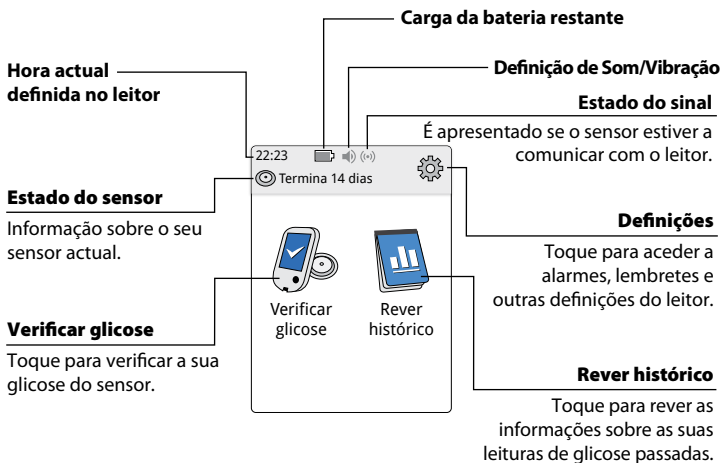 Carga da bateria restante
Hora actual
definida no leitor
Definição de Som/Vibração
Estado do sinal
É apresentado se o sensor estiver a
comunicar com o leitor.
22:23
Termina 14 dias
Estado do sensor
Informação sobre o seu
sensor actual.
Definições
Toque para aceder a
alarmes, lembretes e
outras definições do leitor.
Verificar
glicose
Rever
histórico
Verificar glicose
Toque para verificar a sua
glicose do sensor.
Rever histórico
Toque para rever as
informações sobre as suas
leituras de glicose passadas.